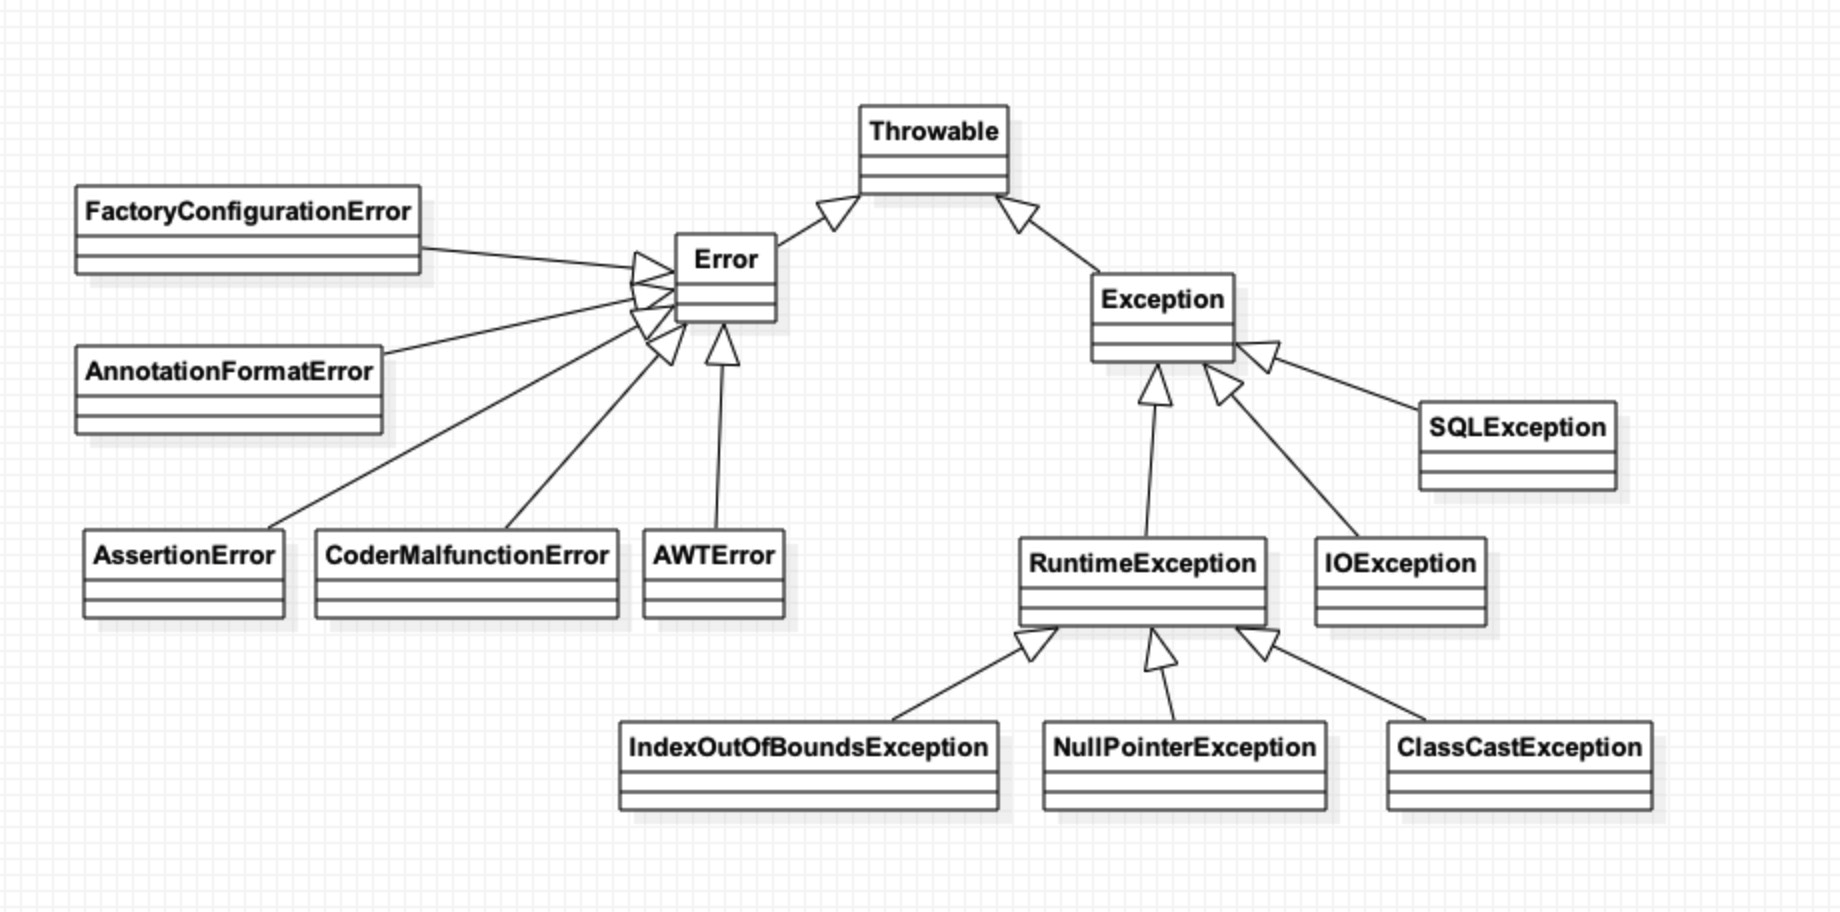 Throwable
FactoryConfigurationError
Error
Exception
AnnotationFormatError
SQLException
AssertionError
CoderMalfunctionError
AWTError
RuntimeException
IOException
IndexOutOfBoundsException
NullPointerException
ClassCastException